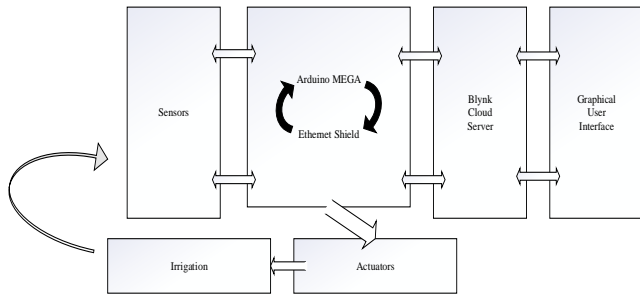 Sensors
Arduino MEGA
Ethernet Shield
Blynk
Cloud
Server
Graphical
User
Interface
Irrigation
Actuators